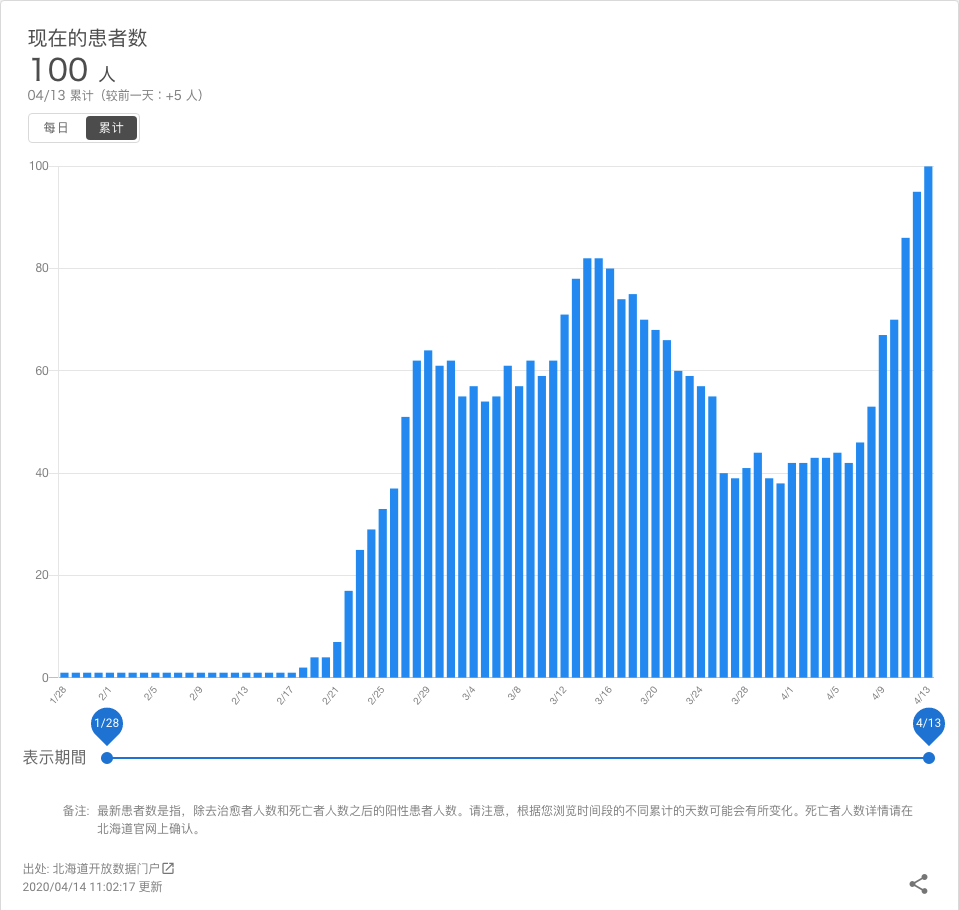 现在的患者数
100 人
04/13 累计（较前一天：+5 人）
每日 累计
100
80
60
40
20
0
1/28 2/1 2/5 2/9 2/13 2/17 2/21 2/25 2/29 3/4 3/8 3/12 3/16 3/20 3/24 3/28 4/1 4/5 4/9 4/13
1/28 4/13
表示期間
备注: 最新患者数是指，除去治愈者人数和死亡者人数之后的阳性患者人数。请注意，根据您浏览时间段的不同累计的天数可能会有所变化。死亡者人数详情请在
北海道官网上确认。
出处: 北海道开放数据门户
2020/04/14 11:02:17 更新